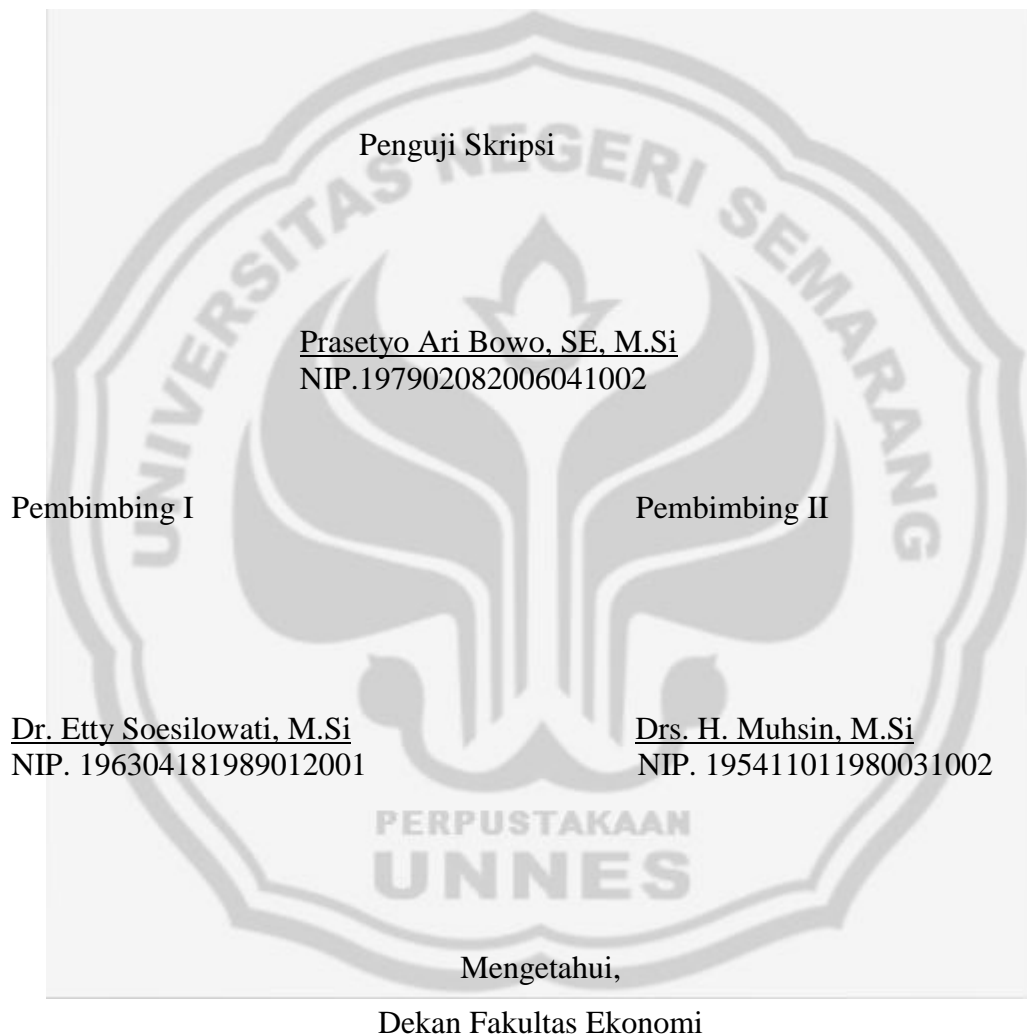 UNIVERSITAS NEGERI SEMARANG
Penguji Skripsi
Prasetyo Ari Bowo, SE, M.Si
NIP.197902082006041002
Pembimbing I Pembimbing II
Dr. Etty Soesilowati, M.Si Drs. H. Muhsin, M.Si
NIP. 196304181989012001 NIP. 195411011980031002
PERPUSTAKAAN
UNNES
Mengetahui,
Dekan Fakultas Ekonomi